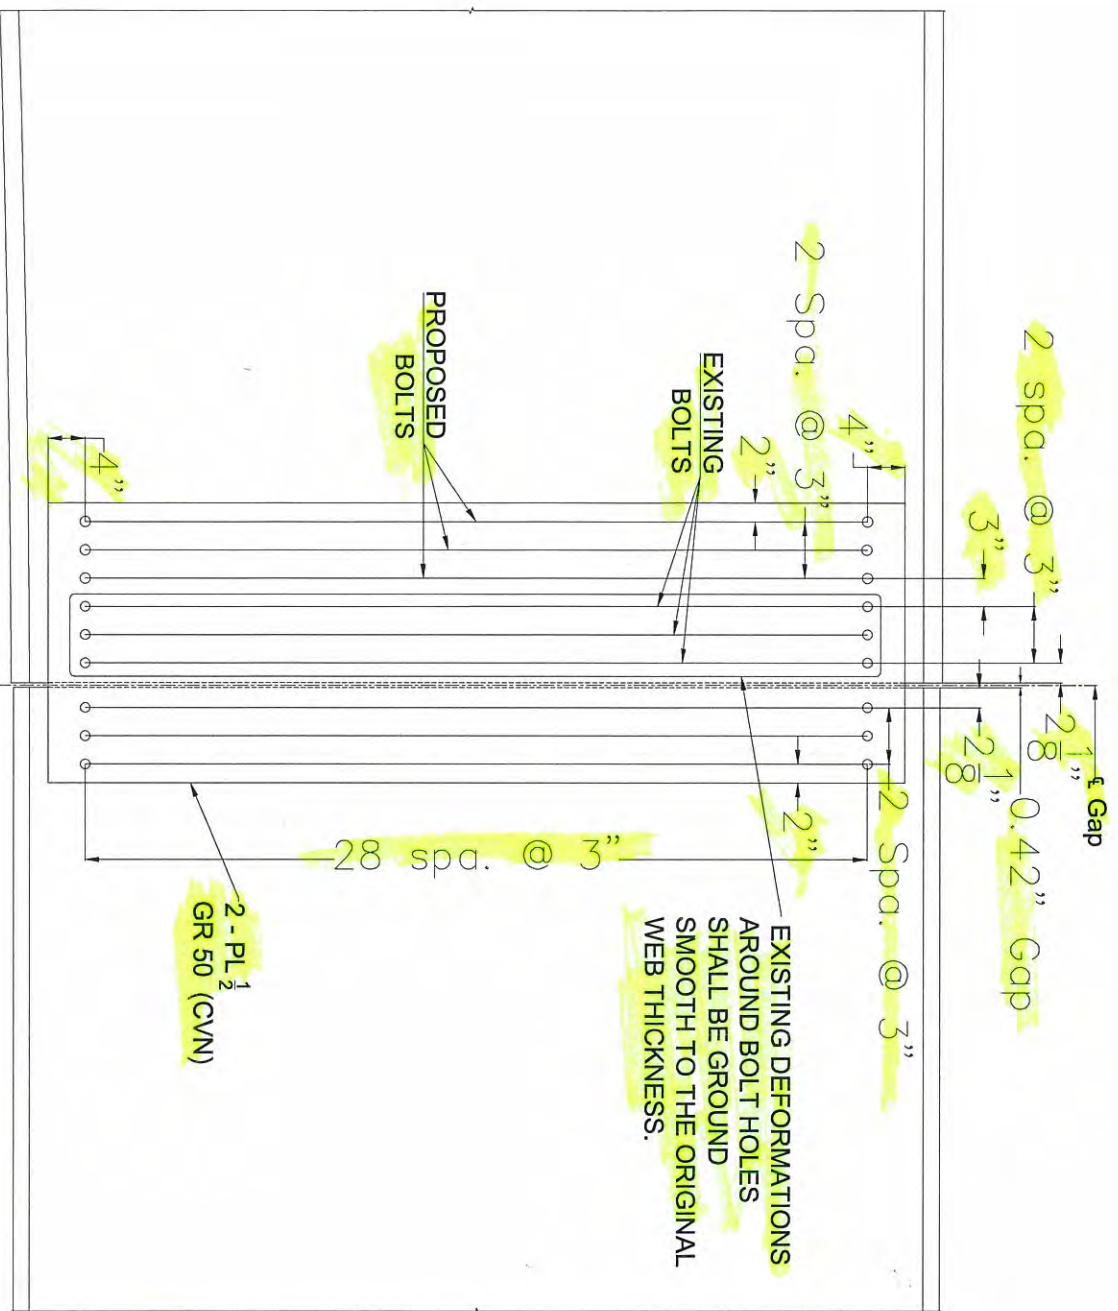 ℄ Gap
2 1/8"
2 spa. @ 3"
0.42" Gap
3"
2 1/8"
2 Spa. @ 3"
4"
2 Spa. @ 3"
2"
2"
EXISTING
BOLTS
EXISTING DEFORMATIONS
AROUND BOLT HOLES
SHALL BE GROUND
SMOOTH TO THE ORIGINAL
WEB THICKNESS.
28 spa. @ 3"
PROPOSED
BOLTS
2 - PL 1/2
GR 50 (CVN)
4"